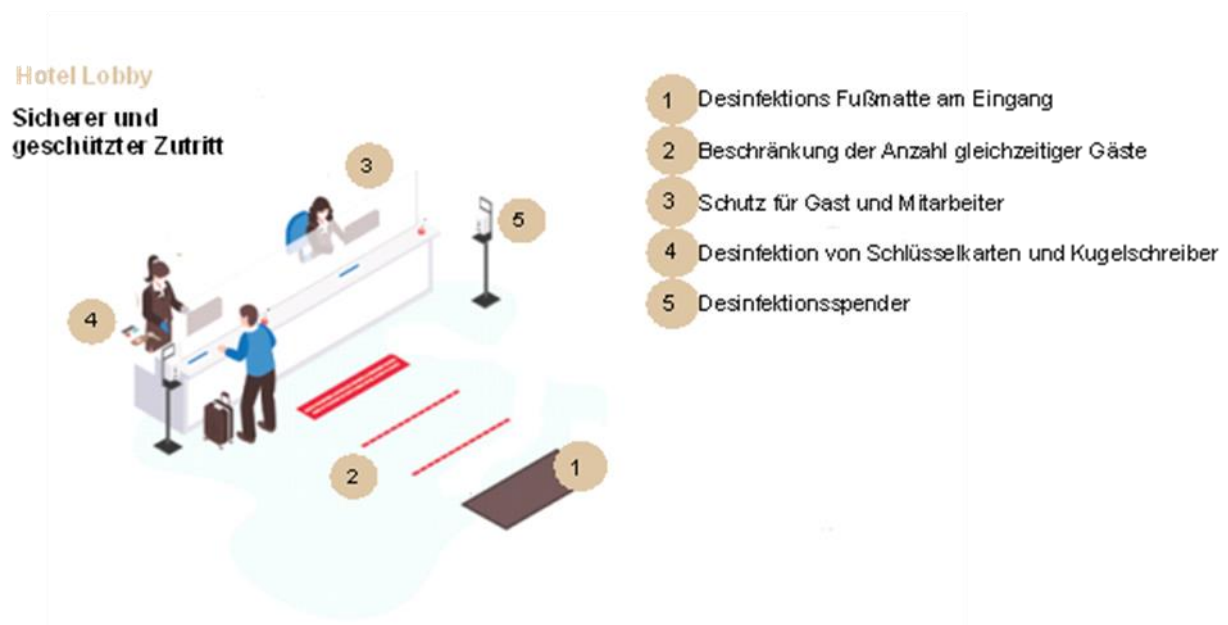 Hotel Lobby
Sicherer und
geschützter Zutritt
3
5
4
2
1
1 Desinfektions Fußmatte am Eingang
2 Beschränkung der Anzahl gleichzeitiger Gäste
3 Schutz für Gast und Mitarbeiter
4 Desinfektion von Schlüsselkarten und Kugelschreiber
5 Desinfektionsspender